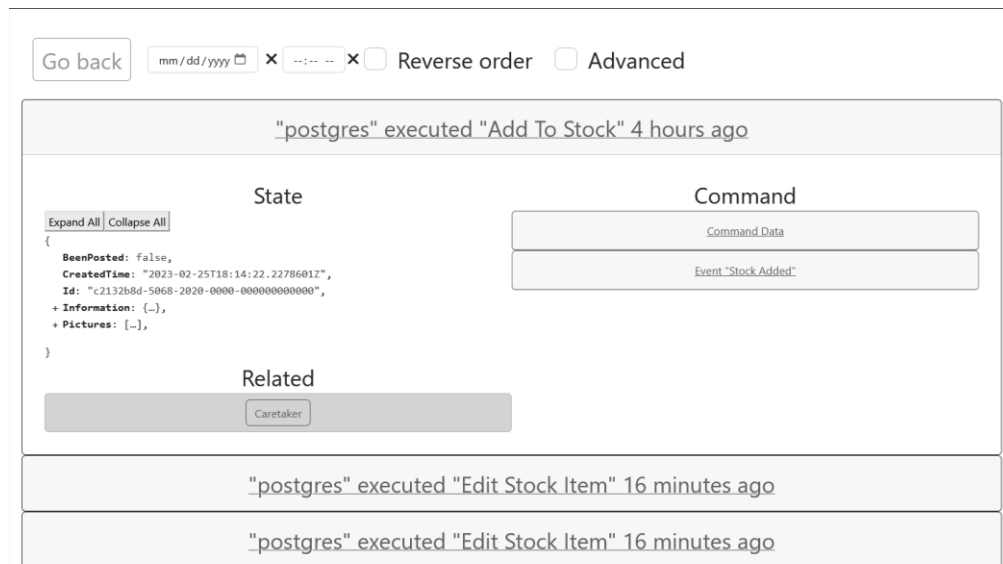 Go back mm/dd/yyyy × --:-- -- × Reverse order Advanced
"postgres" executed "Add To Stock" 4 hours ago
State
Expand All Collapse All
{
BeenPosted: false,
CreatedTime: "2023-02-25T18:14:22.2278601Z",
Id: "c2132b8d-5068-2020-0000-000000000000",
+ Information: {…},
+ Pictures: […],
}
Related
Caretaker
Command
Command Data
Event "Stock Added"
"postgres" executed "Edit Stock Item" 16 minutes ago
"postgres" executed "Edit Stock Item" 16 minutes ago